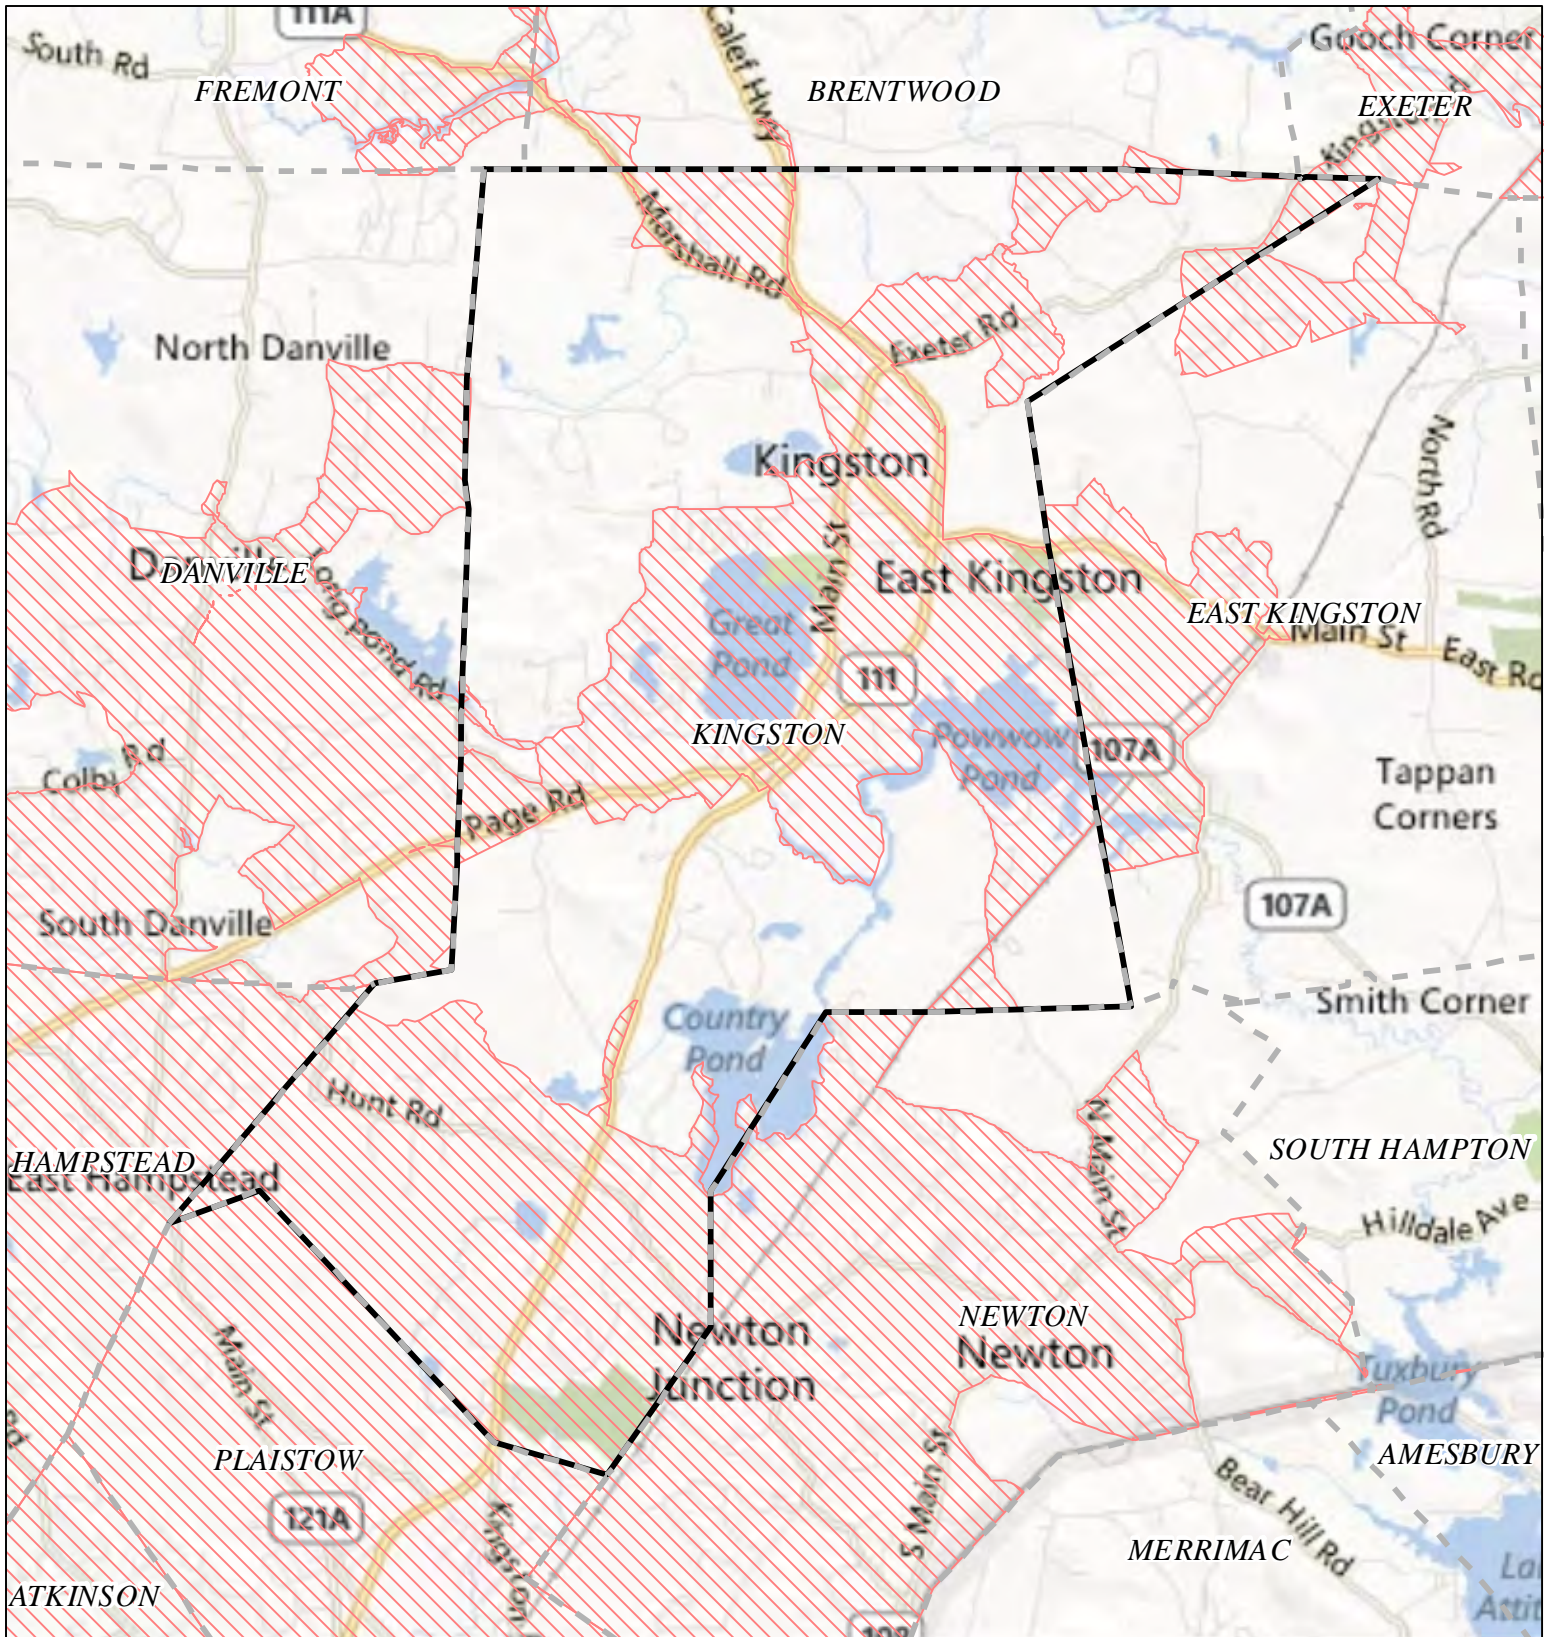 111A
South Rd
Calef Hwy
Gooch Corner
FREMONT
BRENTWOOD
EXETER
Kingston Rd
Marshall Rd
North Danville
Exeter Rd
Kingston
North Rd
Main St
Danville
DANVILLE
East Kingston
Long Pond Rd
Great
Pond
EAST KINGSTON
Main St
East Rd
111
KINGSTON
Powwow
Pond
107A
Rd
Page Rd
Tappan
Corners
South Danville
107A
Country
Pond
Smith Corner
Hunt Rd
N Main St
HAMPSTEAD
East Hampstead
SOUTH HAMPTON
Hilldale Ave
Newton
Junction
NEWTON
Newton
Main St
Tuxbury
Pond
Rd
PLAISTOW
AMESBURY
S Main St
121A
Bear Hill Rd
Kingston
MERRIMAC
ATKINSON